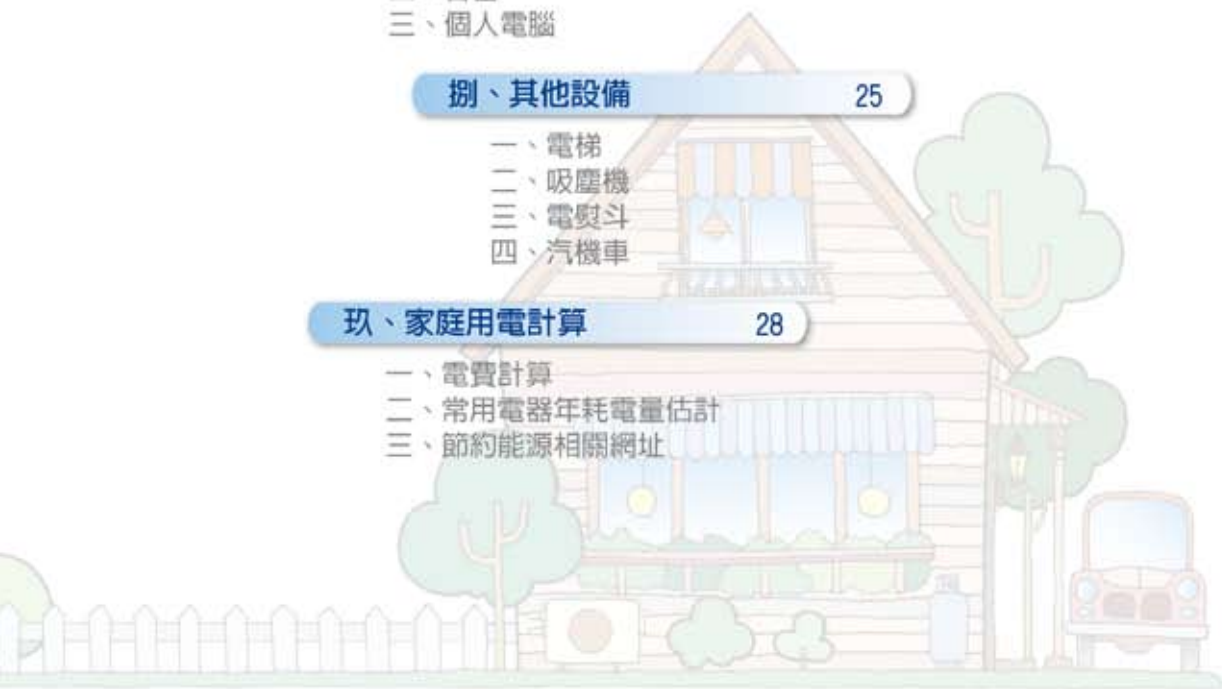 三、個人電腦
捌、其他設備 25
一、電梯
二、吸塵機
三、電熨斗
四、汽機車
玖、家庭用電計算 28
一、電費計算
二、常用電器年耗電量估計
三、節約能源相關網址